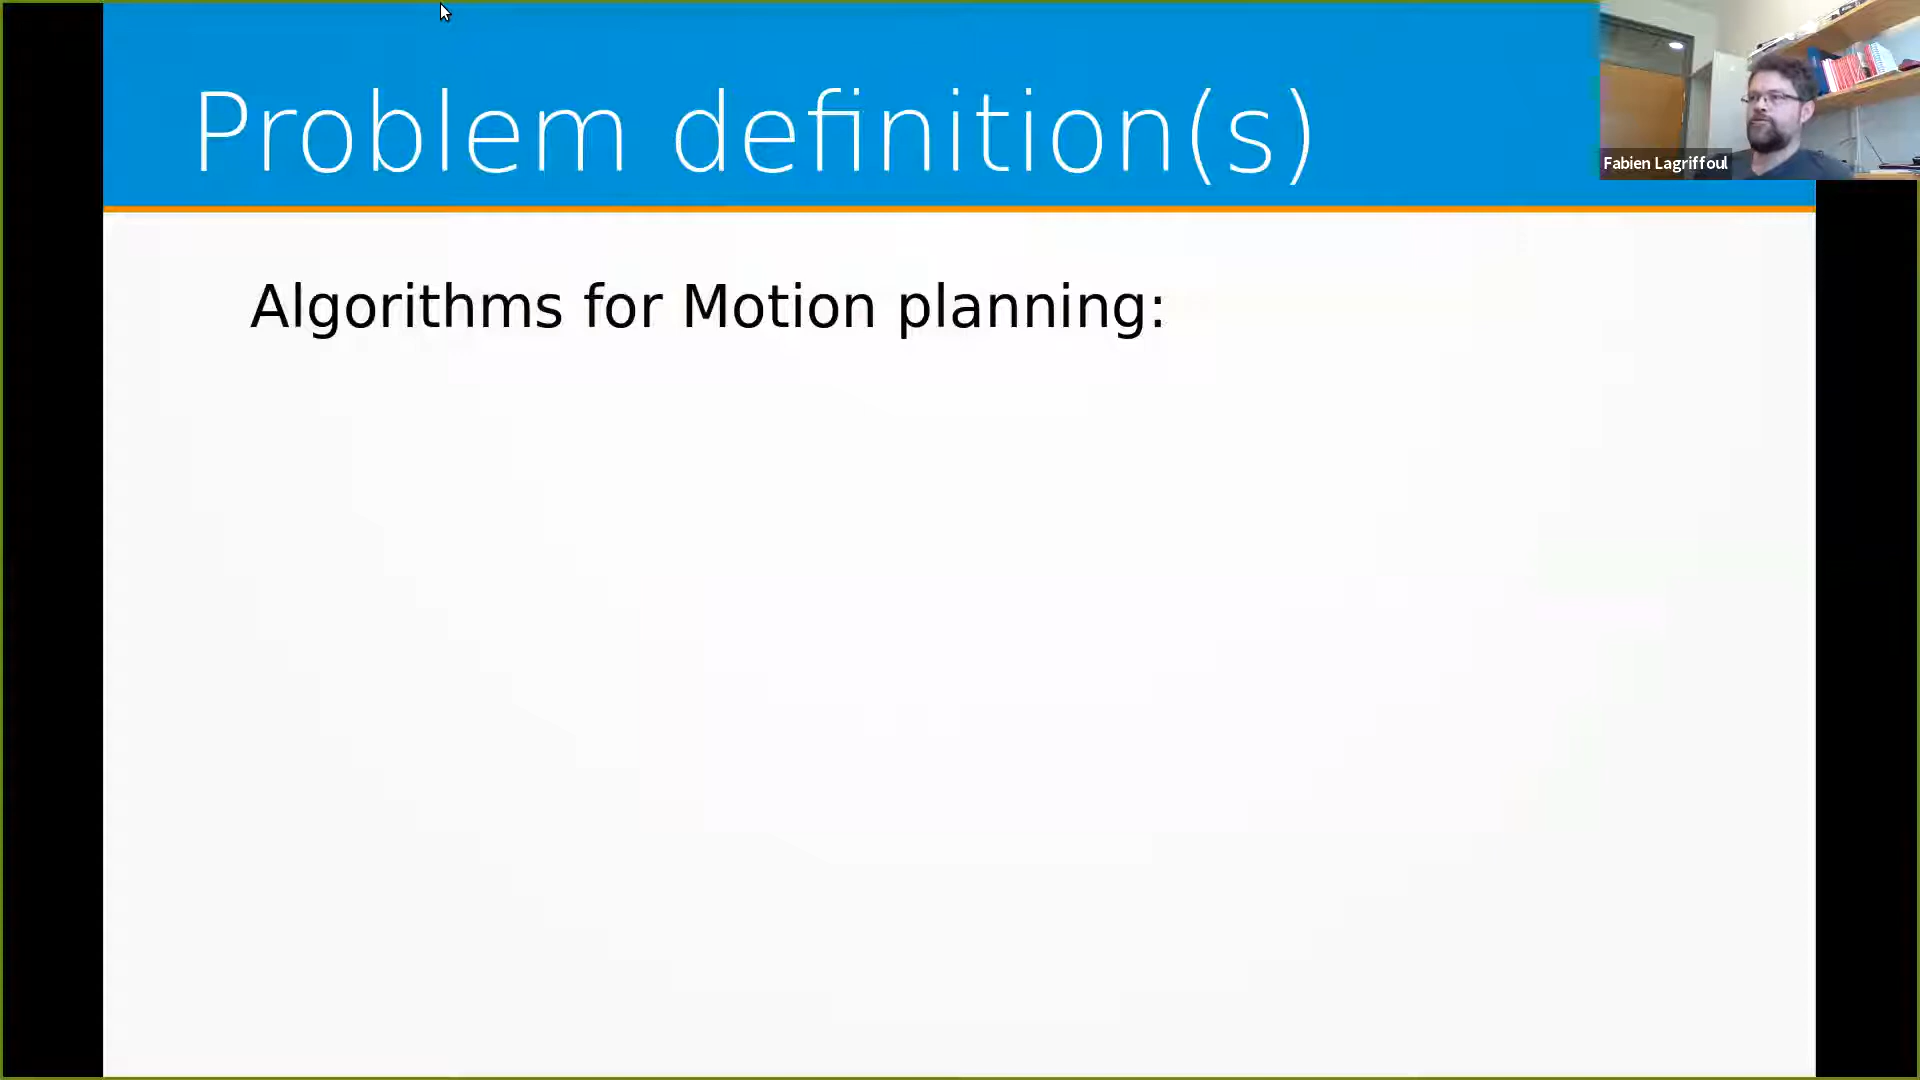 Problem definition(s)
Fabien Lagriffoul
Algorithms for Motion planning: